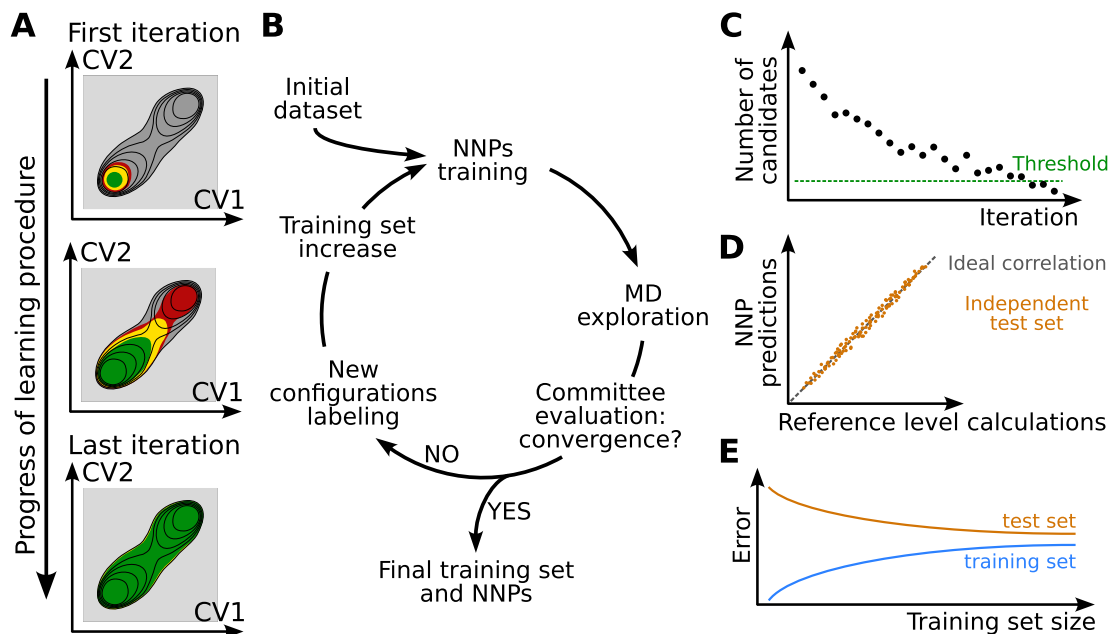 A
First iteration
CV2
CV1
CV2
CV1
Last iteration
CV2
CV1
Progress of learning procedure
B
Initial
dataset
NNPs
training
MD
exploration
Committee
evaluation:
convergence?
NO
YES
New
configurations
labeling
Training set
increase
Final training set
and NNPs
C
Number of
candidates
Threshold
Iteration
D
NNP
predictions
Ideal correlation
Independent
test set
Reference level calculations
E
Error
test set
training set
Training set size